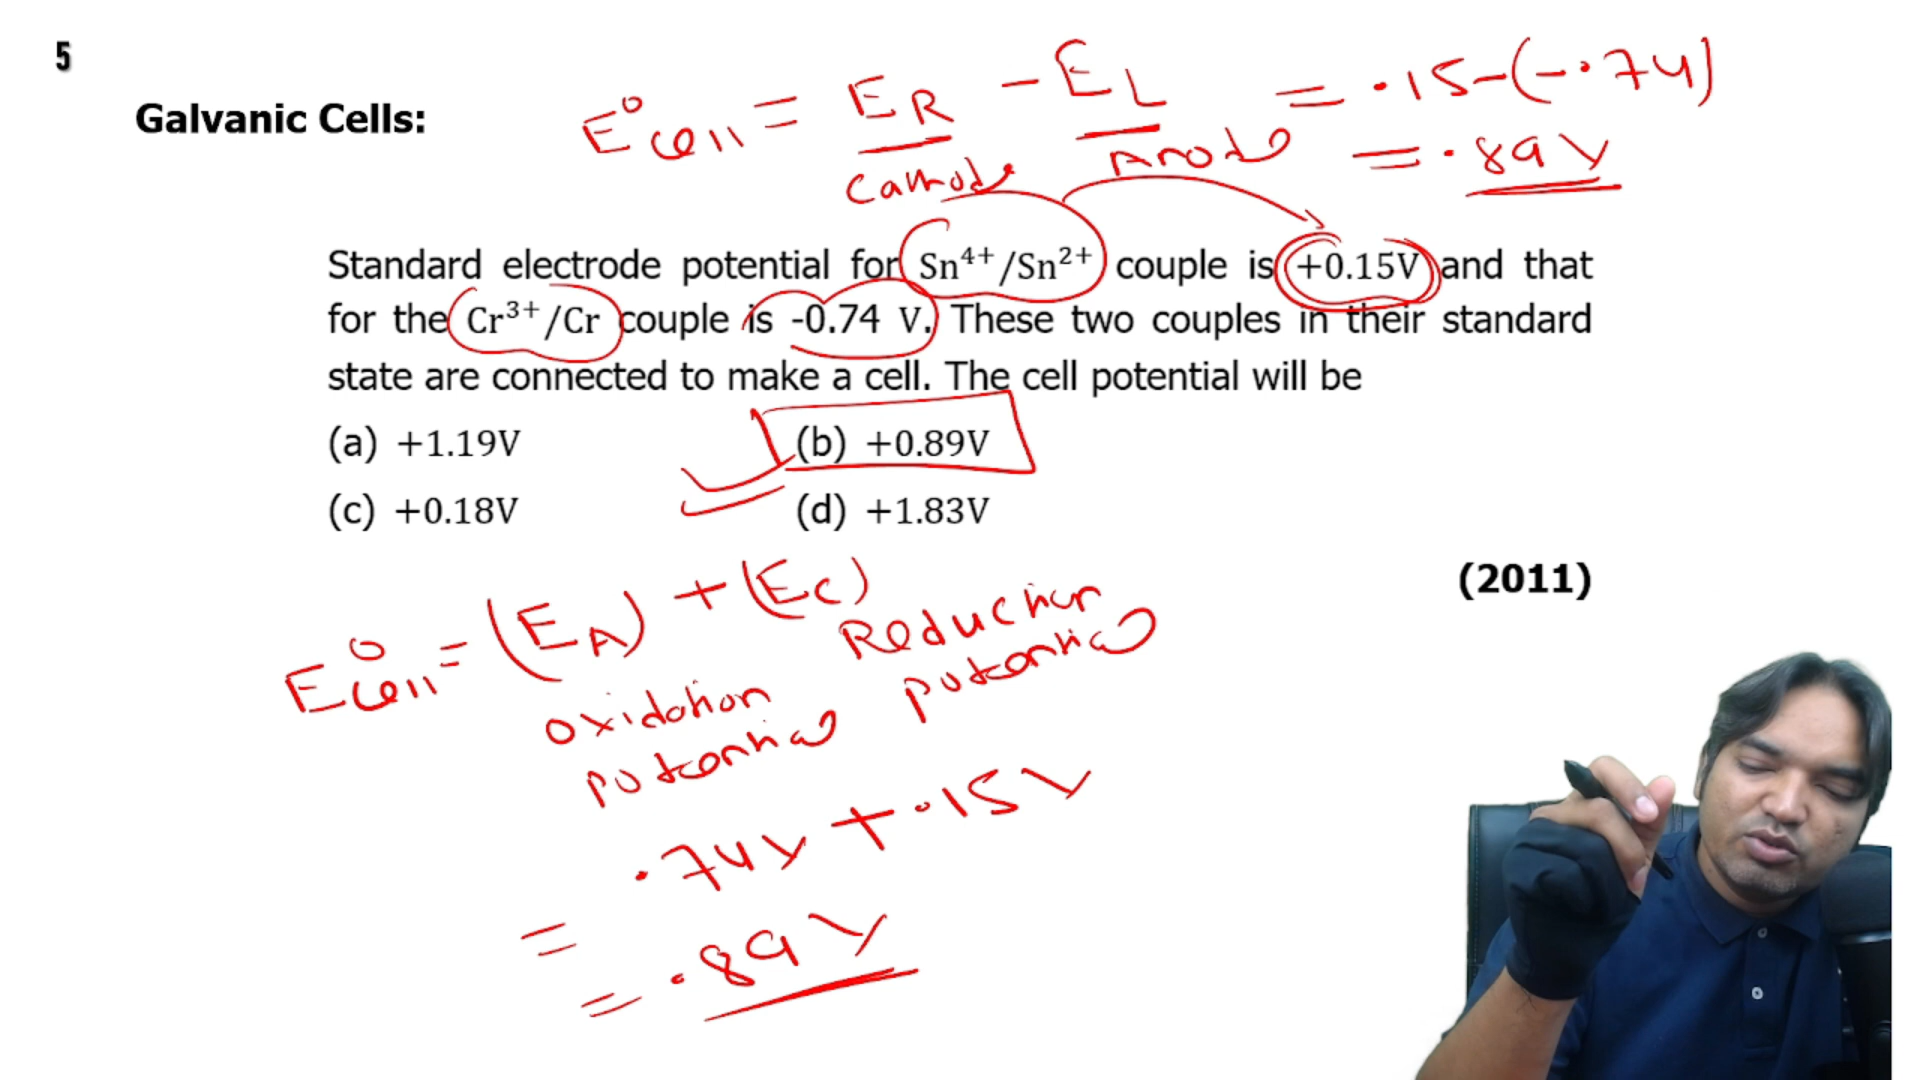 5
Galvanic Cells:
E°cell = ER - EL = .15-(-.74)
Cathode Anode = .89 V
Standard electrode potential for Sn⁴⁺/Sn²⁺ couple is +0.15V and that
for the Cr³⁺/Cr couple is -0.74 V. These two couples in their standard
state are connected to make a cell. The cell potential will be
(a) +1.19V (b) +0.89V
(c) +0.18V (d) +1.83V
(2011)
E°cell = (EA) + (Ec)
oxidation potential Reduction potential
= .74V + .15V
= .89V